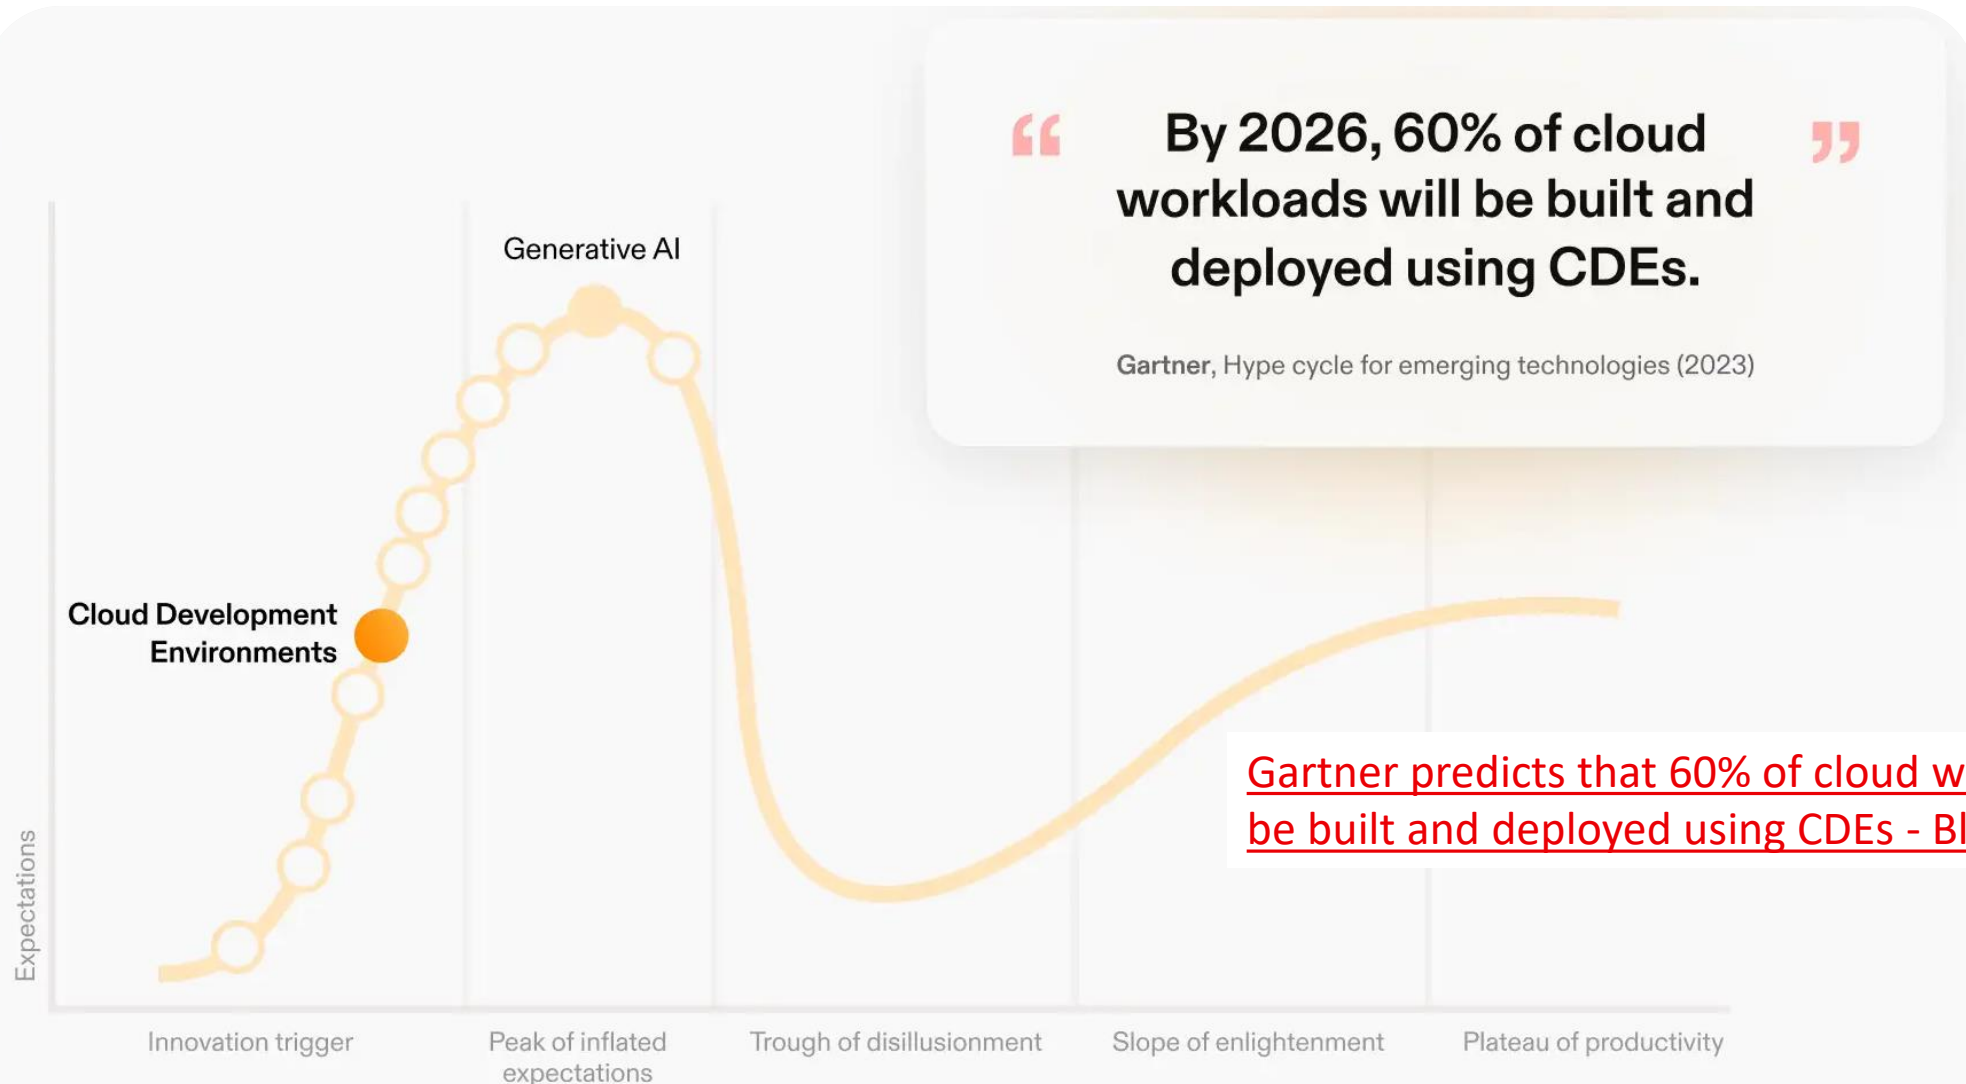 “ By 2026, 60% of cloud ”
workloads will be built and
deployed using CDEs.
Gartner, Hype cycle for emerging technologies (2023)
Generative AI
Cloud Development
Environments
Gartner predicts that 60% of cloud
be built and deployed using CDEs -
Expectations
Innovation trigger
Peak of inflated
expectations
Trough of disillusionment
Slope of enlightenment
Plateau of productivity